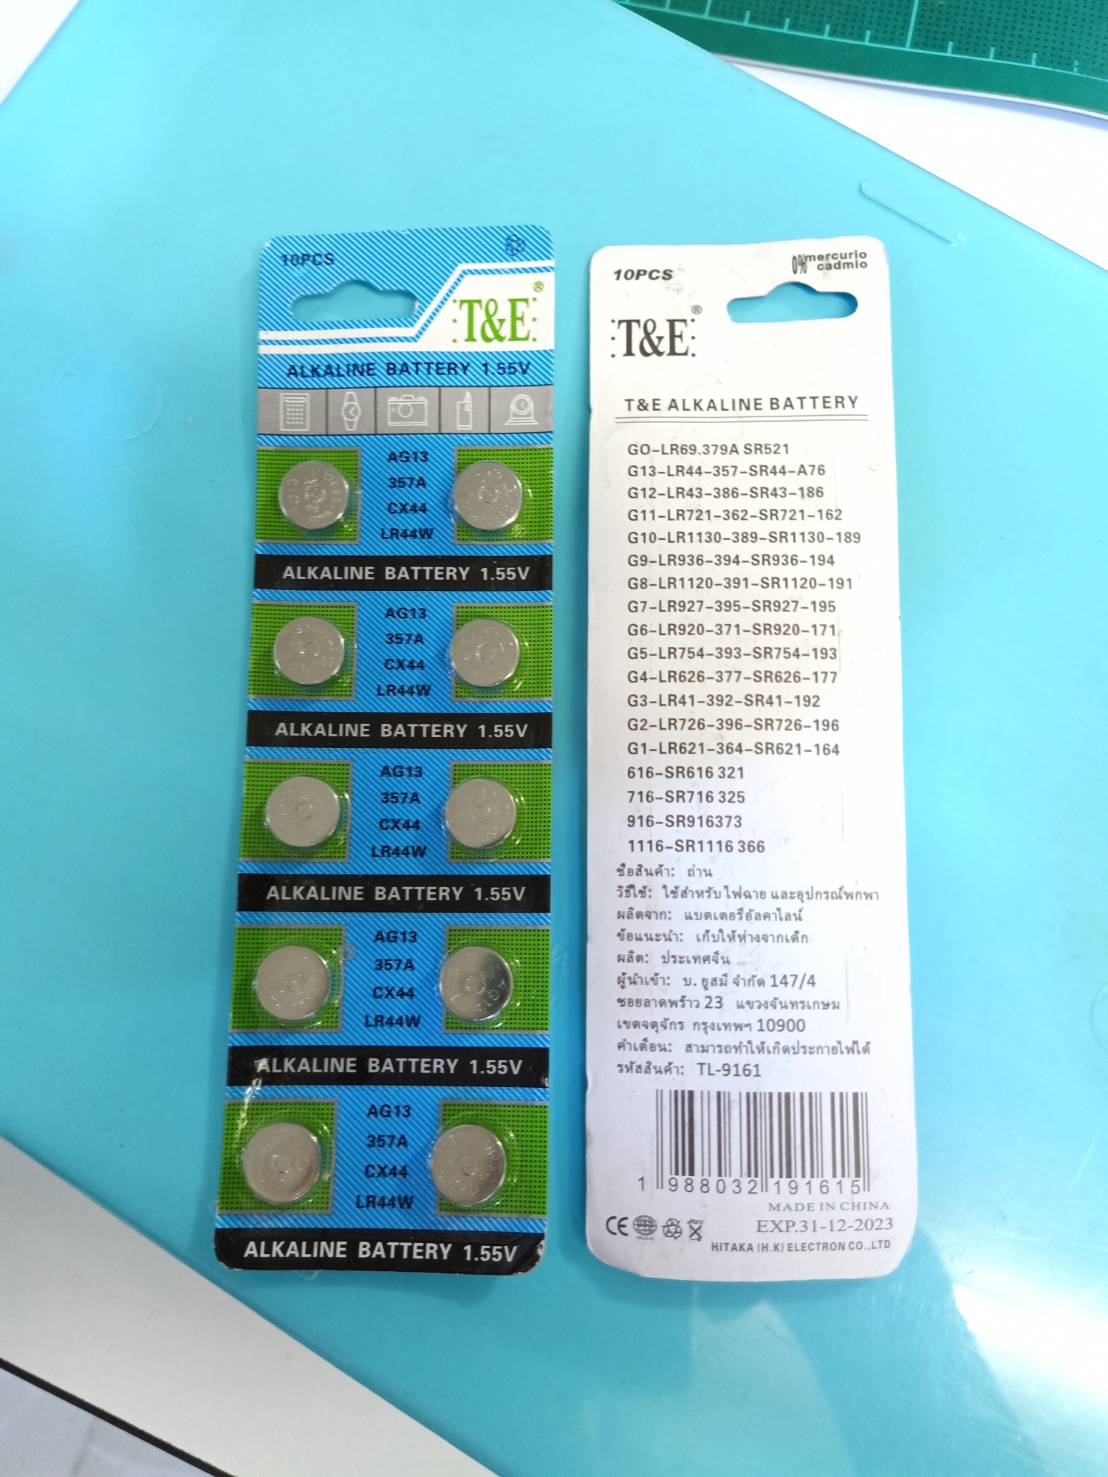 10PCS
T&E®
ALKALINE BATTERY 1.55V
AG13
357A
CX44
LR44W
ALKALINE BATTERY 1.55V
AG13
357A
CX44
LR44W
ALKALINE BATTERY 1.55V
AG13
357A
CX44
LR44W
ALKALINE BATTERY 1.55V
AG13
357A
CX44
LR44W
ALKALINE BATTERY 1.55V
AG13
357A
CX44
LR44W
ALKALINE BATTERY 1.55V
10PCS
0% mercurio
cadmio
T&E®
T&E ALKALINE BATTERY
GO-LR69.379A SR521
G13-LR44-357-SR44-A76
G12-LR43-386-SR43-186
G11-LR721-362-SR721-162
G10-LR1130-389-SR1130-189
G9-LR936-394-SR936-194
G8-LR1120-391-SR1120-191
G7-LR927-395-SR927-195
G6-LR920-371-SR920-171
G5-LR754-393-SR754-193
G4-LR626-377-SR626-177
G3-LR41-392-SR41-192
G2-LR726-396-SR726-196
G1-LR621-364-SR621-164
616-SR616 321
716-SR716 325
916-SR916373
1116-SR1116 366
ชื่อสินค้า: ถ่าน
วิธีใช้: ใช้สำหรับไฟฉาย และอุปกรณ์พกพา
ผลิตจาก: แบตเตอรี่อัลคาไลน์
ข้อแนะนำ: เก็บให้ห่างจากเด็ก
ผลิต: ประเทศจีน
ผู้นำเข้า: บ. ยูสมี จำกัด 147/4
ซอยลาดพร้าว 23 แขวงจันทรเกษม
เขตจตุจักร กรุงเทพฯ 10900
คำเตือน: สามารถทำให้เกิดประกายไฟได้
รหัสสินค้า: TL-9161
1 988032 191615
MADE IN CHINA
CE EXP.31-12-2023
HITAKA (H.K) ELECTRON CO.,LTD